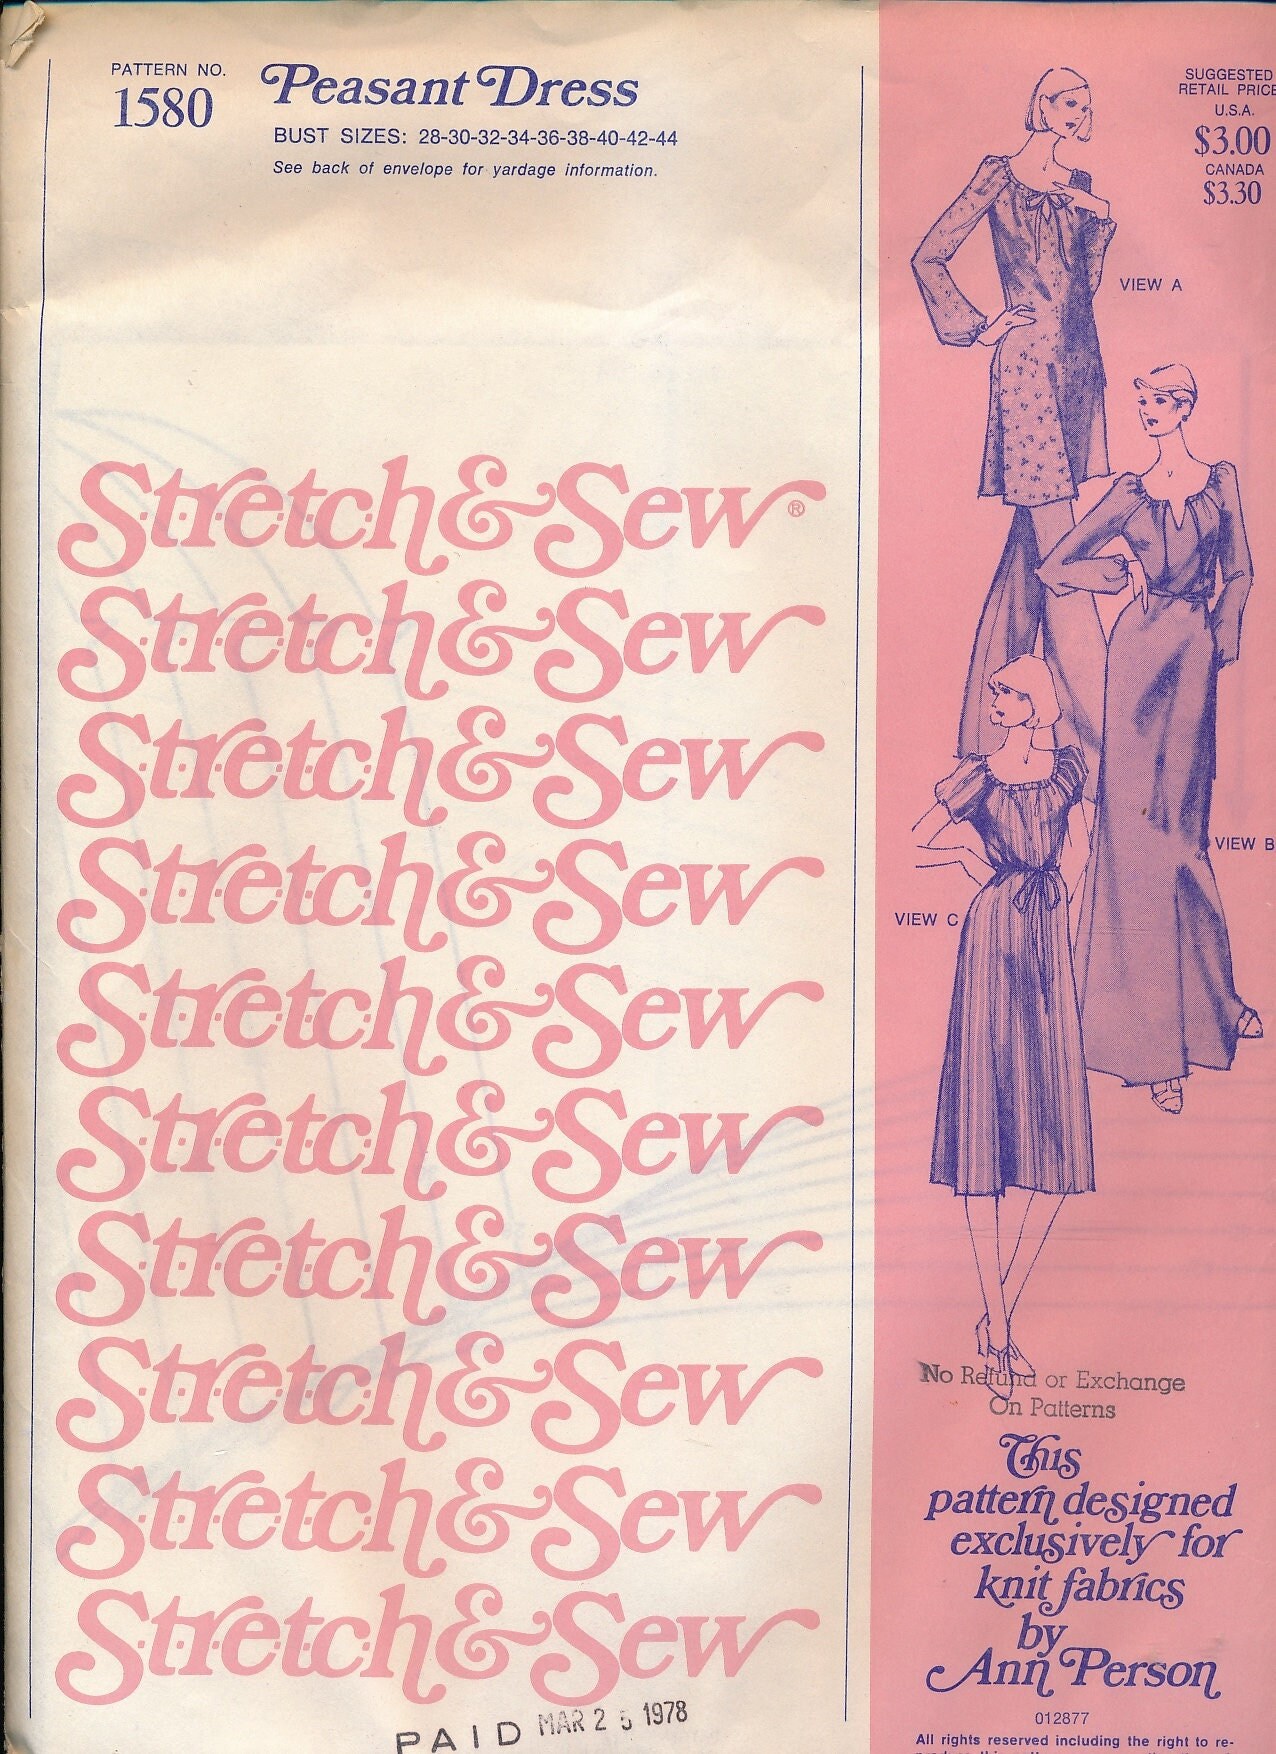 PATTERN NO.
1580
Peasant Dress
BUST SIZES: 28-30-32-34-36-38-40-42-44
See back of envelope for yardage information.
SUGGESTED
RETAIL PRICE
U.S.A.
$3.00
CANADA
$3.30
VIEW A
VIEW B
VIEW C
Stretch & Sew®
Stretch & Sew
Stretch & Sew
Stretch & Sew
Stretch & Sew
Stretch & Sew
Stretch & Sew
Stretch & Sew
Stretch & Sew
Stretch & Sew
No Refund or Exchange
On Patterns
This
pattern designed
exclusively for
knit fabrics
by
Ann Person
012877
All rights reserved including the right to re-
PAID MAR 25 1978